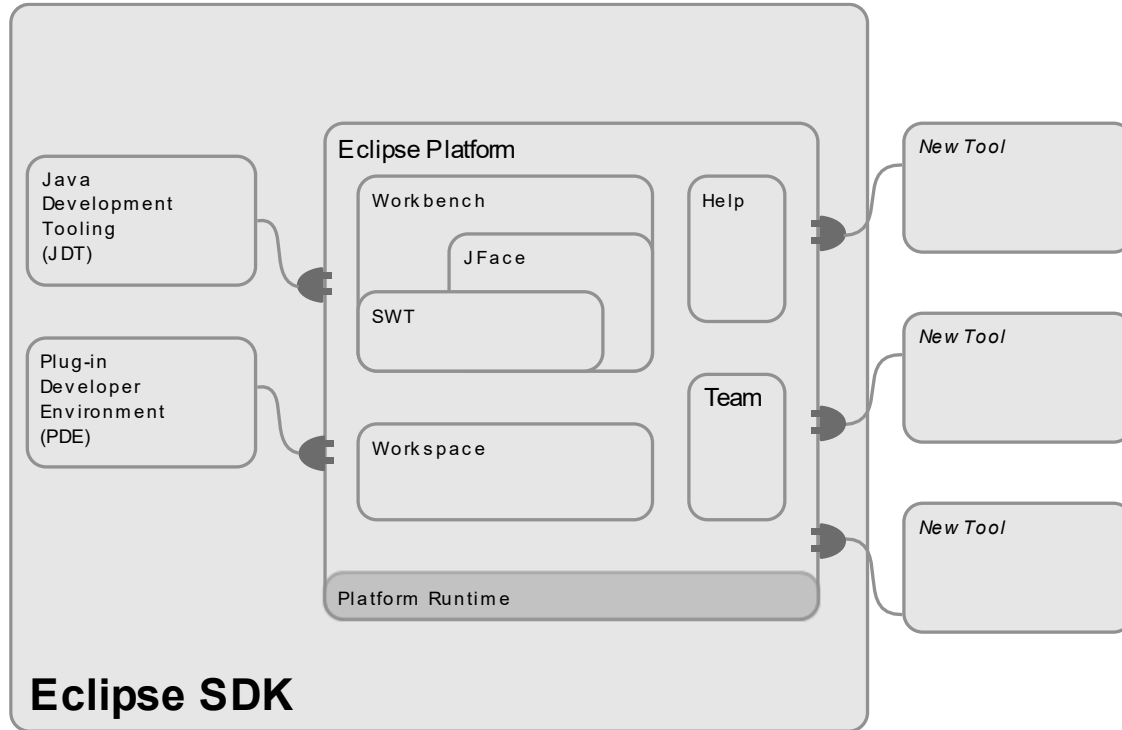 Eclipse Platform
Java
Development
Tooling
(JDT)
Plug-in
Developer
Environment
(PDE)
Workbench
JFace
SWT
Workspace
Help
Team
Platform Runtime
New Tool
New Tool
New Tool
Eclipse SDK